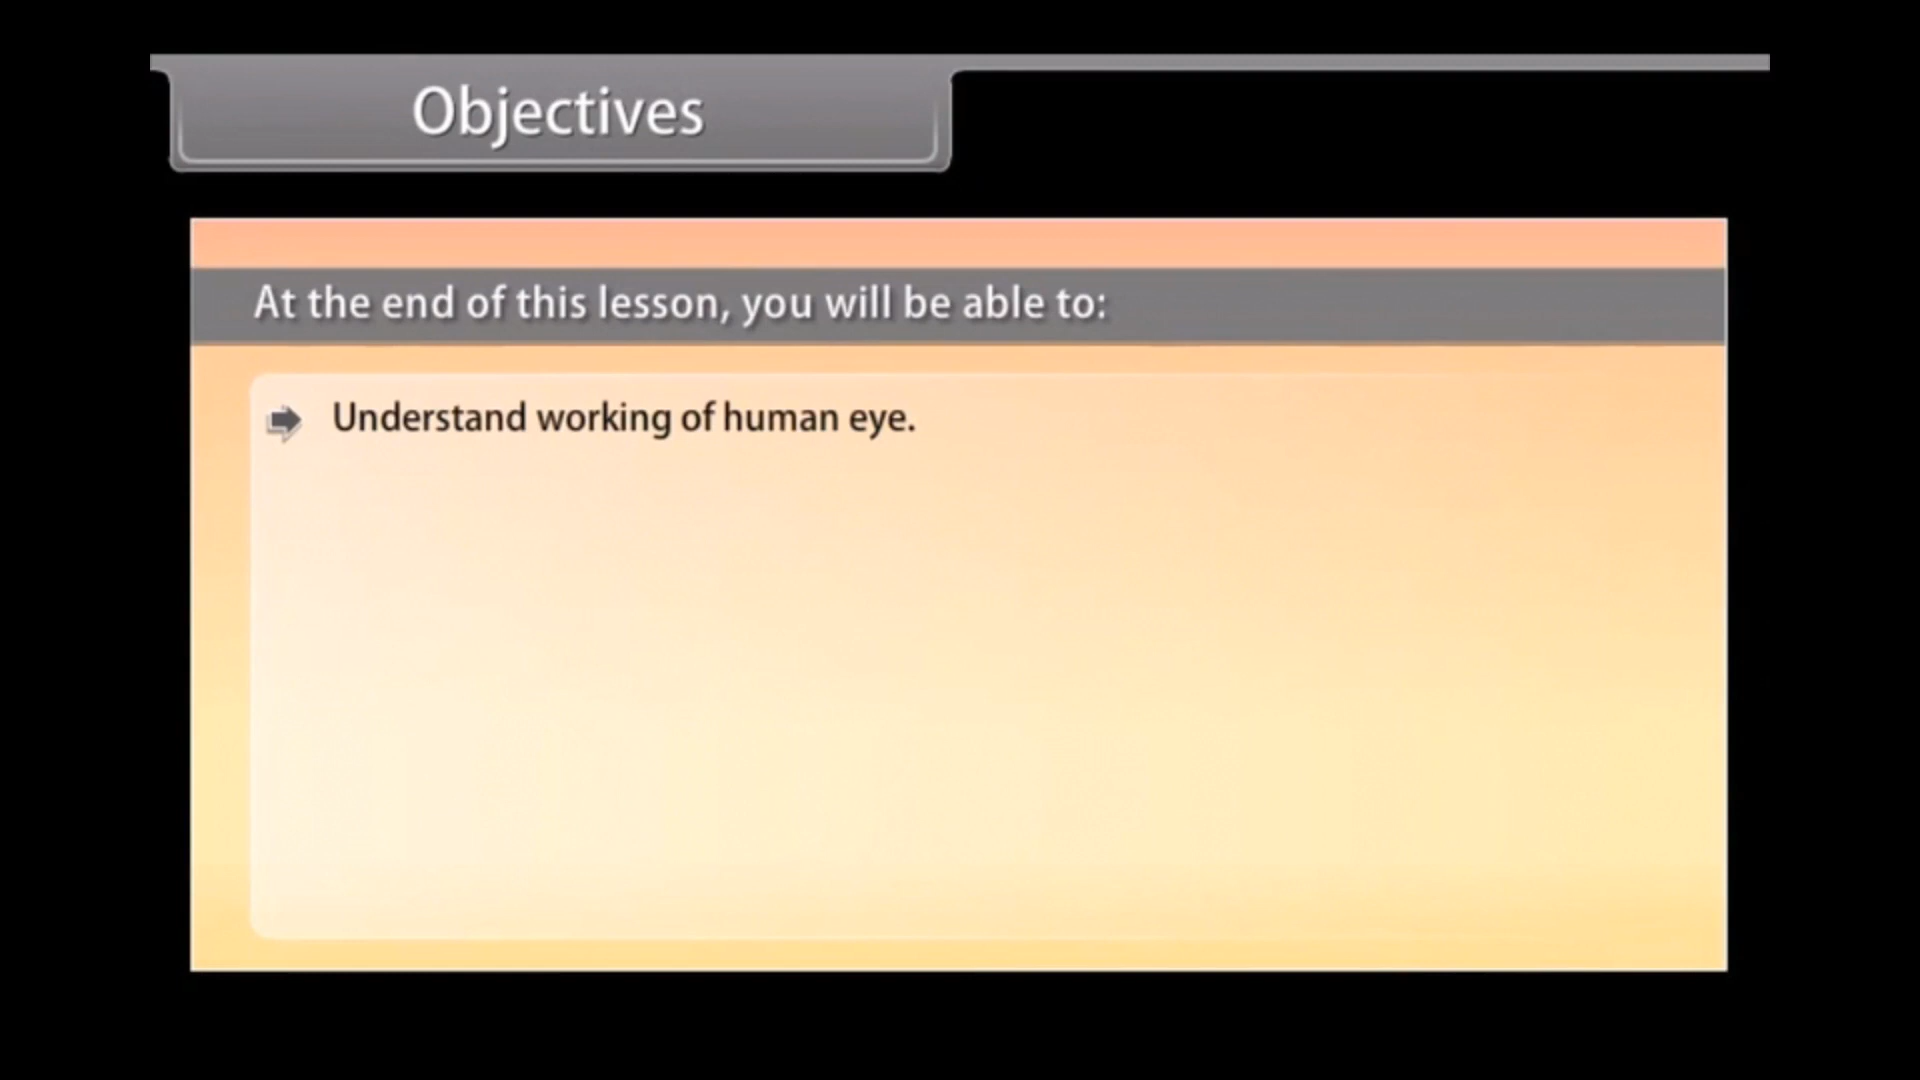 Objectives
At the end of this lesson, you will be able to:
Understand working of human eye.